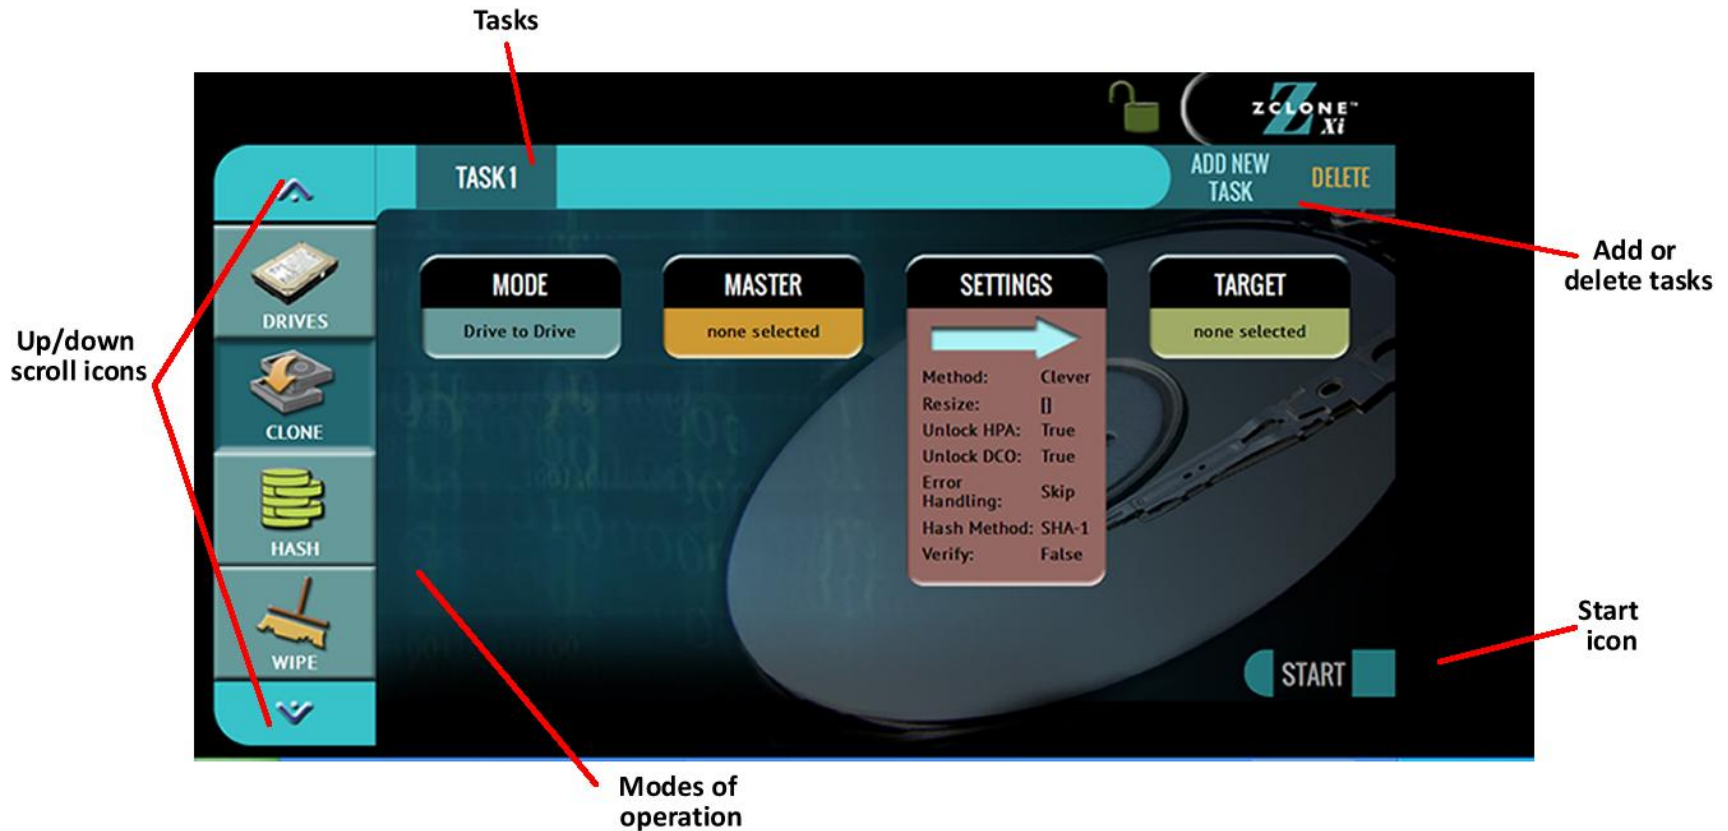 Tasks
ZCLONE™
Xi
TASK 1
ADD NEW
TASK
DELETE
Add or
delete tasks
MODE
Drive to Drive
MASTER
none selected
SETTINGS
Method: Clever
Resize: []
Unlock HPA: True
Unlock DCO: True
Error
Handling: Skip
Hash Method: SHA-1
Verify: False
TARGET
none selected
Up/down
scroll icons
DRIVES
CLONE
HASH
WIPE
Start
icon
START
Modes of
operation